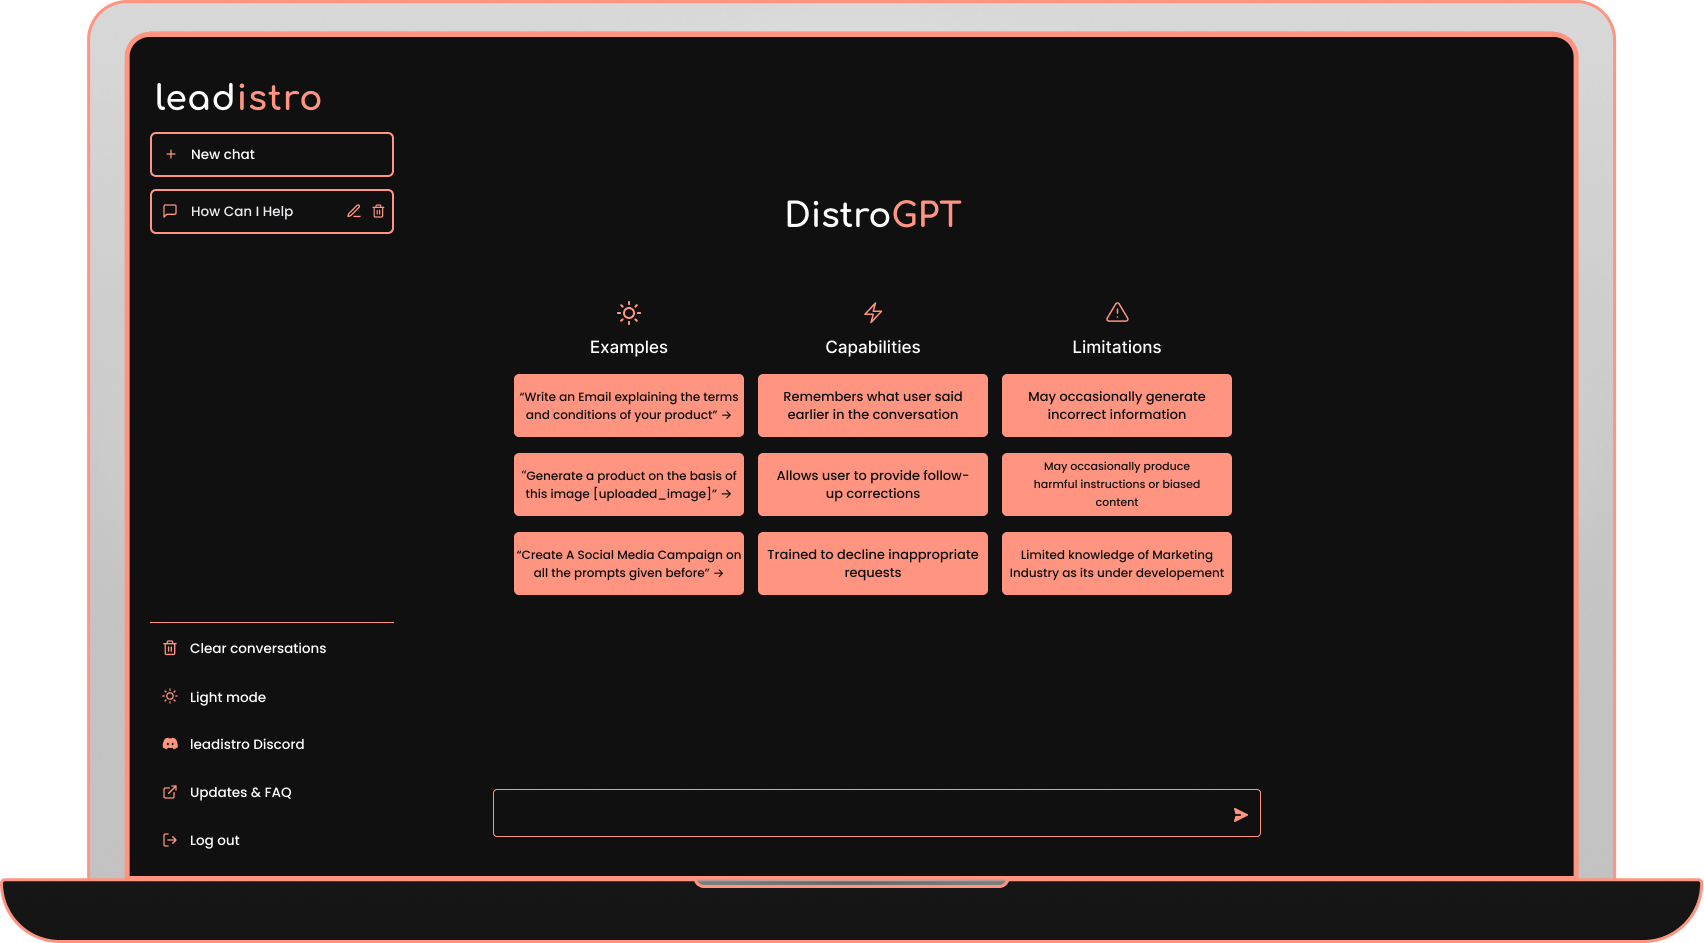 leadistro
New chat
How Can I Help
DistroGPT
Examples
“Write an Email explaining the terms
and conditions of your product” →
“Generate a product on the basis of
this image [uploaded_image]” →
“Create A Social Media Campaign on
all the prompts given before” →
Capabilities
Remembers what user said
earlier in the conversation
Allows user to provide follow-
up corrections
Trained to decline inappropriate
requests
Limitations
May occasionally generate
incorrect information
May occasionally produce
harmful instructions or biased
content
Limited knowledge of Marketing
Industry as its under developement
Clear conversations
Light mode
leadistro Discord
Updates & FAQ
Log out